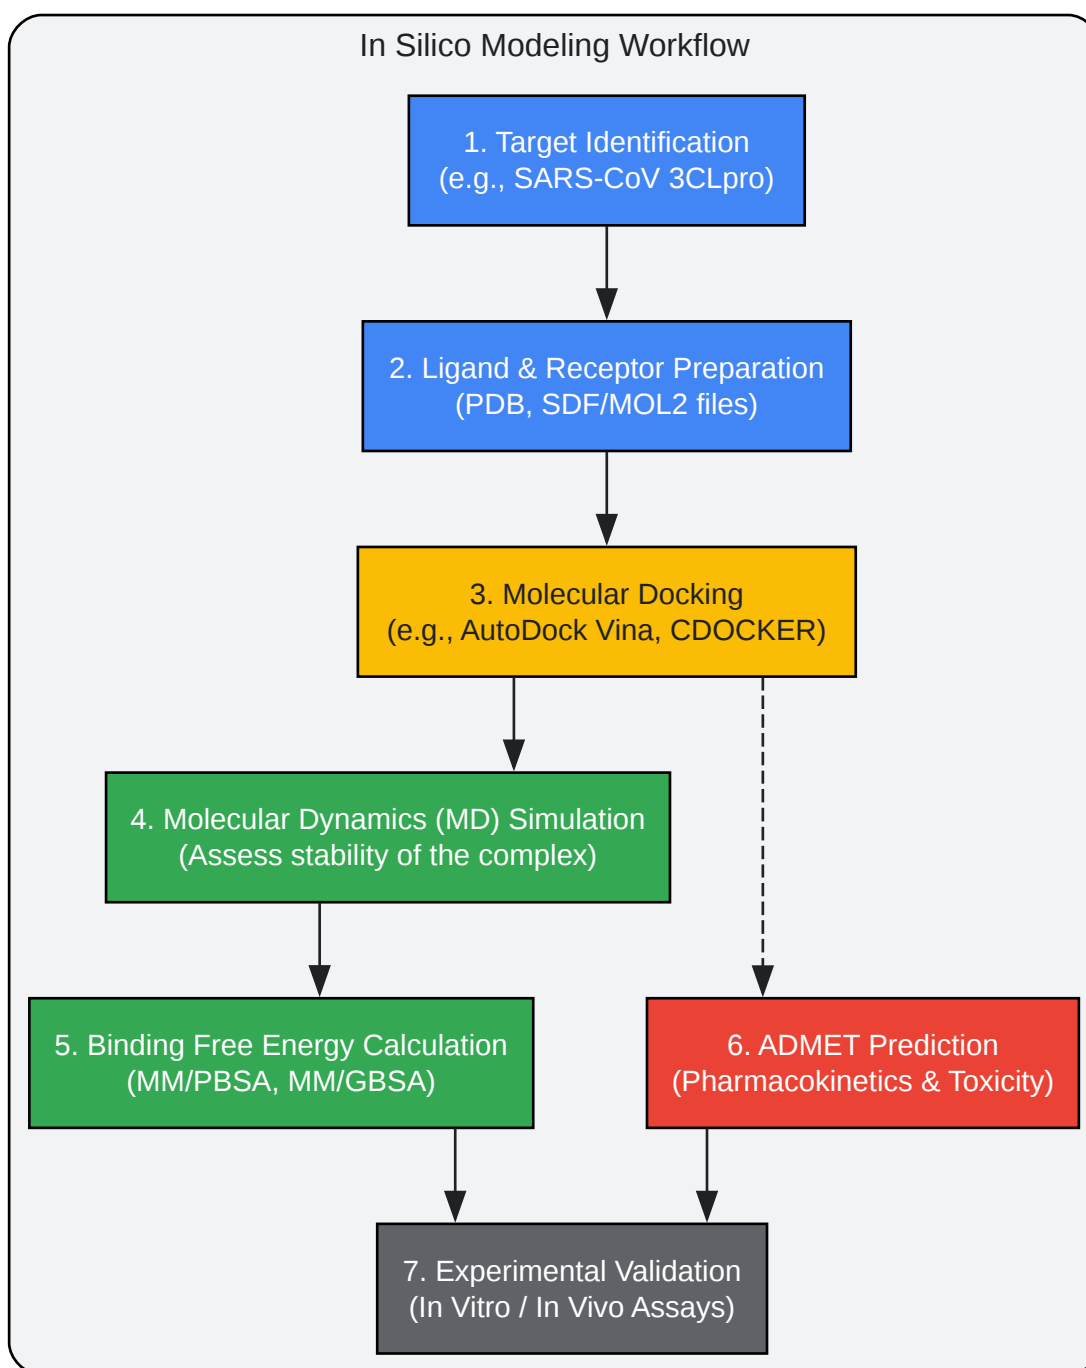 In Silico Modeling Workflow
1. Target Identification
(e.g., SARS-CoV 3CLpro)
2. Ligand & Receptor Preparation
(PDB, SDF/MOL2 files)
3. Molecular Docking
(e.g., AutoDock Vina, CDOCKER)
4. Molecular Dynamics (MD) Simulation
(Assess stability of the complex)
5. Binding Free Energy Calculation
(MM/PBSA, MM/GBSA)
6. ADMET Prediction
(Pharmacokinetics & Toxicity)
7. Experimental Validation
(In Vitro / In Vivo Assays)